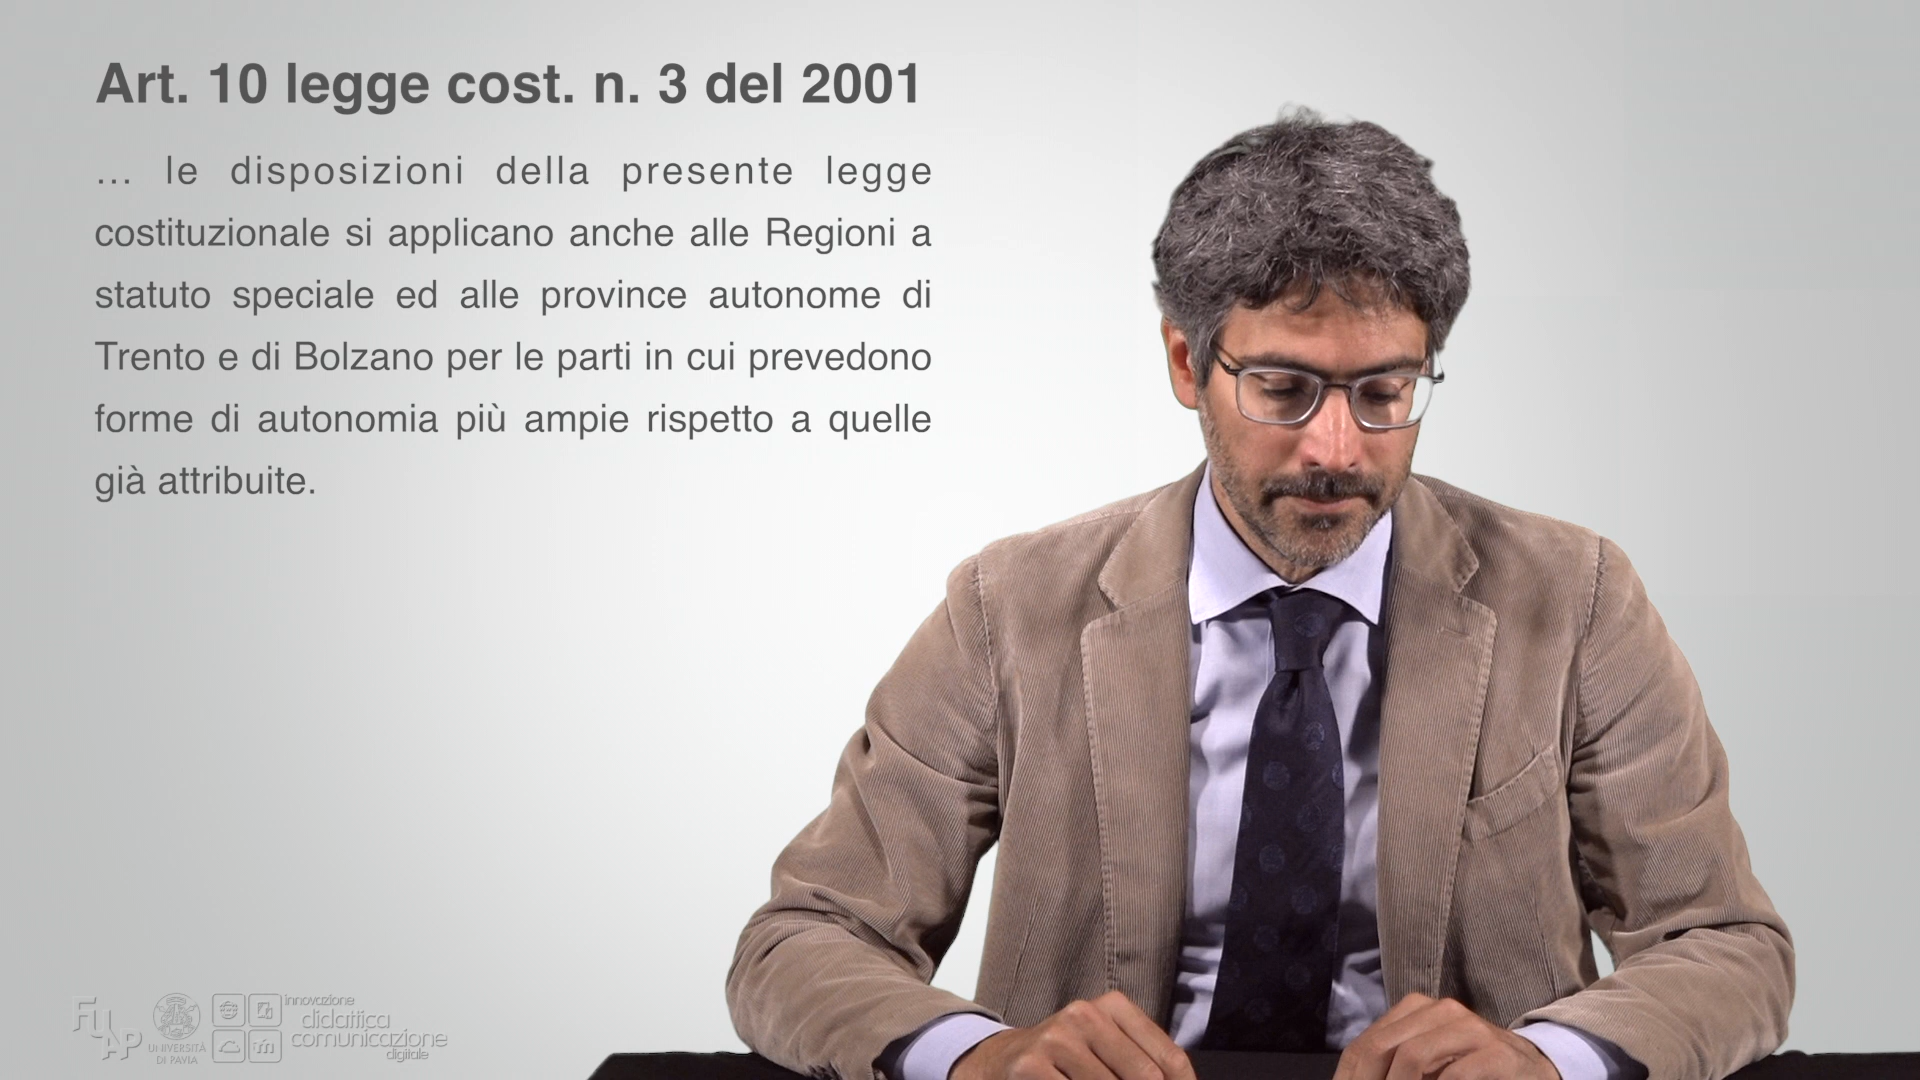 Art. 10 legge cost. n. 3 del 2001
… le disposizioni della presente legge
costituzionale si applicano anche alle Regioni a
statuto speciale ed alle province autonome di
Trento e di Bolzano per le parti in cui prevedono
forme di autonomia più ampie rispetto a quelle
già attribuite.
UNIVERSITÀ
DI PAVIA
innovazione
didattica
comunicazione
digitale